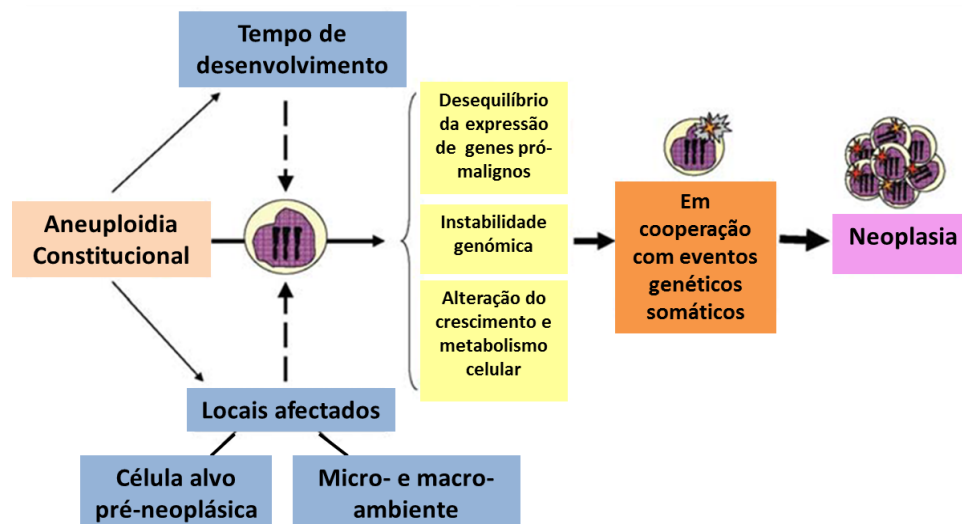 Tempo de
desenvolvimento
Desequilíbrio
da expressão
de genes pró-
malignos
Aneuploidia
Constitucional
Instabilidade
genómica
Em
cooperação
com eventos
genéticos
somáticos
Neoplasia
Alteração do
crescimento e
metabolismo
celular
Locais afectados
Célula alvo
pré-neoplásica
Micro- e macro-
ambiente